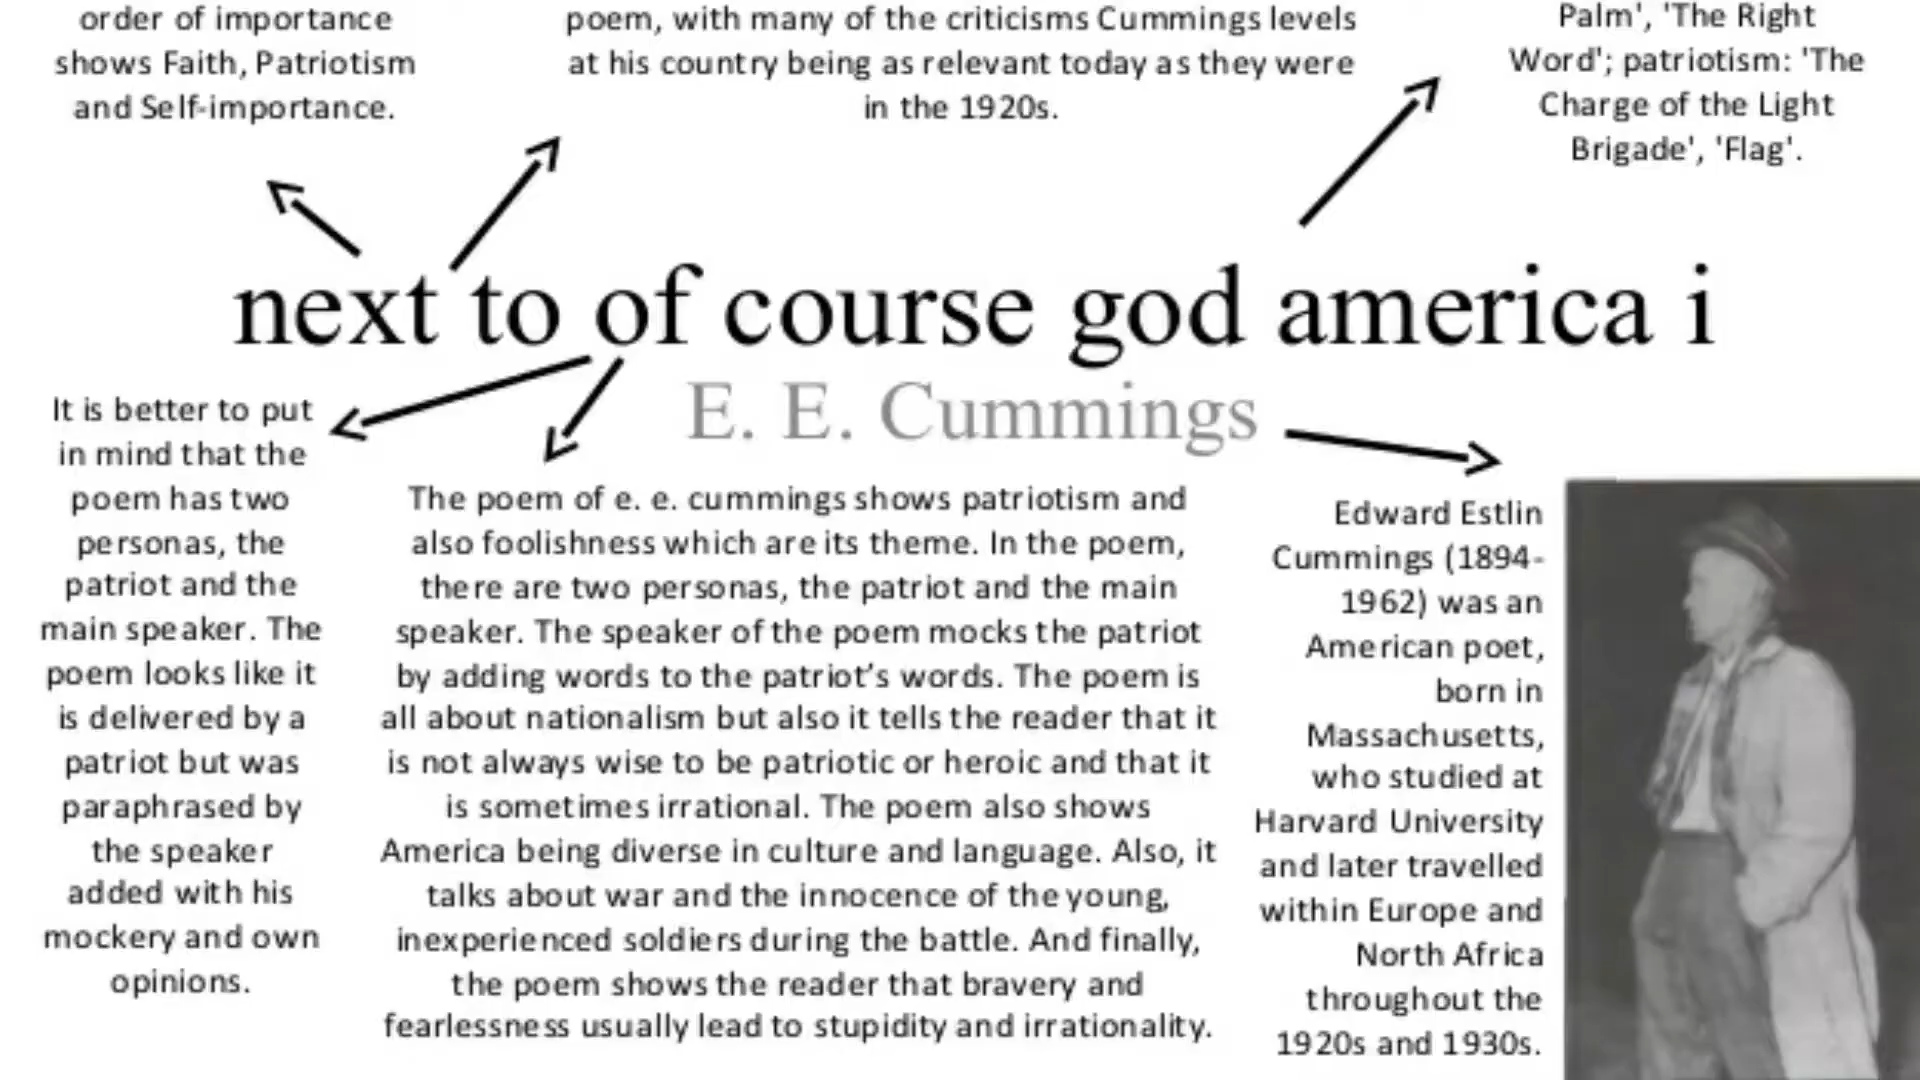 order of importance
shows Faith, Patriotism
and Self-importance.
poem, with many of the criticisms Cummings levels
at his country being as relevant today as they were
in the 1920s.
Palm', 'The Right
Word'; patriotism: 'The
Charge of the Light
Brigade', 'Flag'.
next to of course god america i
E. E. Cummings
It is better to put
in mind that the
poem has two
personas, the
patriot and the
main speaker. The
poem looks like it
is delivered by a
patriot but was
paraphrased by
the speaker
added with his
mockery and own
opinions.
The poem of e. e. cummings shows patriotism and
also foolishness which are its theme. In the poem,
there are two personas, the patriot and the main
speaker. The speaker of the poem mocks the patriot
by adding words to the patriot’s words. The poem is
all about nationalism but also it tells the reader that it
is not always wise to be patriotic or heroic and that it
is sometimes irrational. The poem also shows
America being diverse in culture and language. Also, it
talks about war and the innocence of the young,
inexperienced soldiers during the battle. And finally,
the poem shows the reader that bravery and
fearlessness usually lead to stupidity and irrationality.
Edward Estlin
Cummings (1894-
1962) was an
American poet,
born in
Massachusetts,
who studied at
Harvard University
and later travelled
within Europe and
North Africa
throughout the
1920s and 1930s.